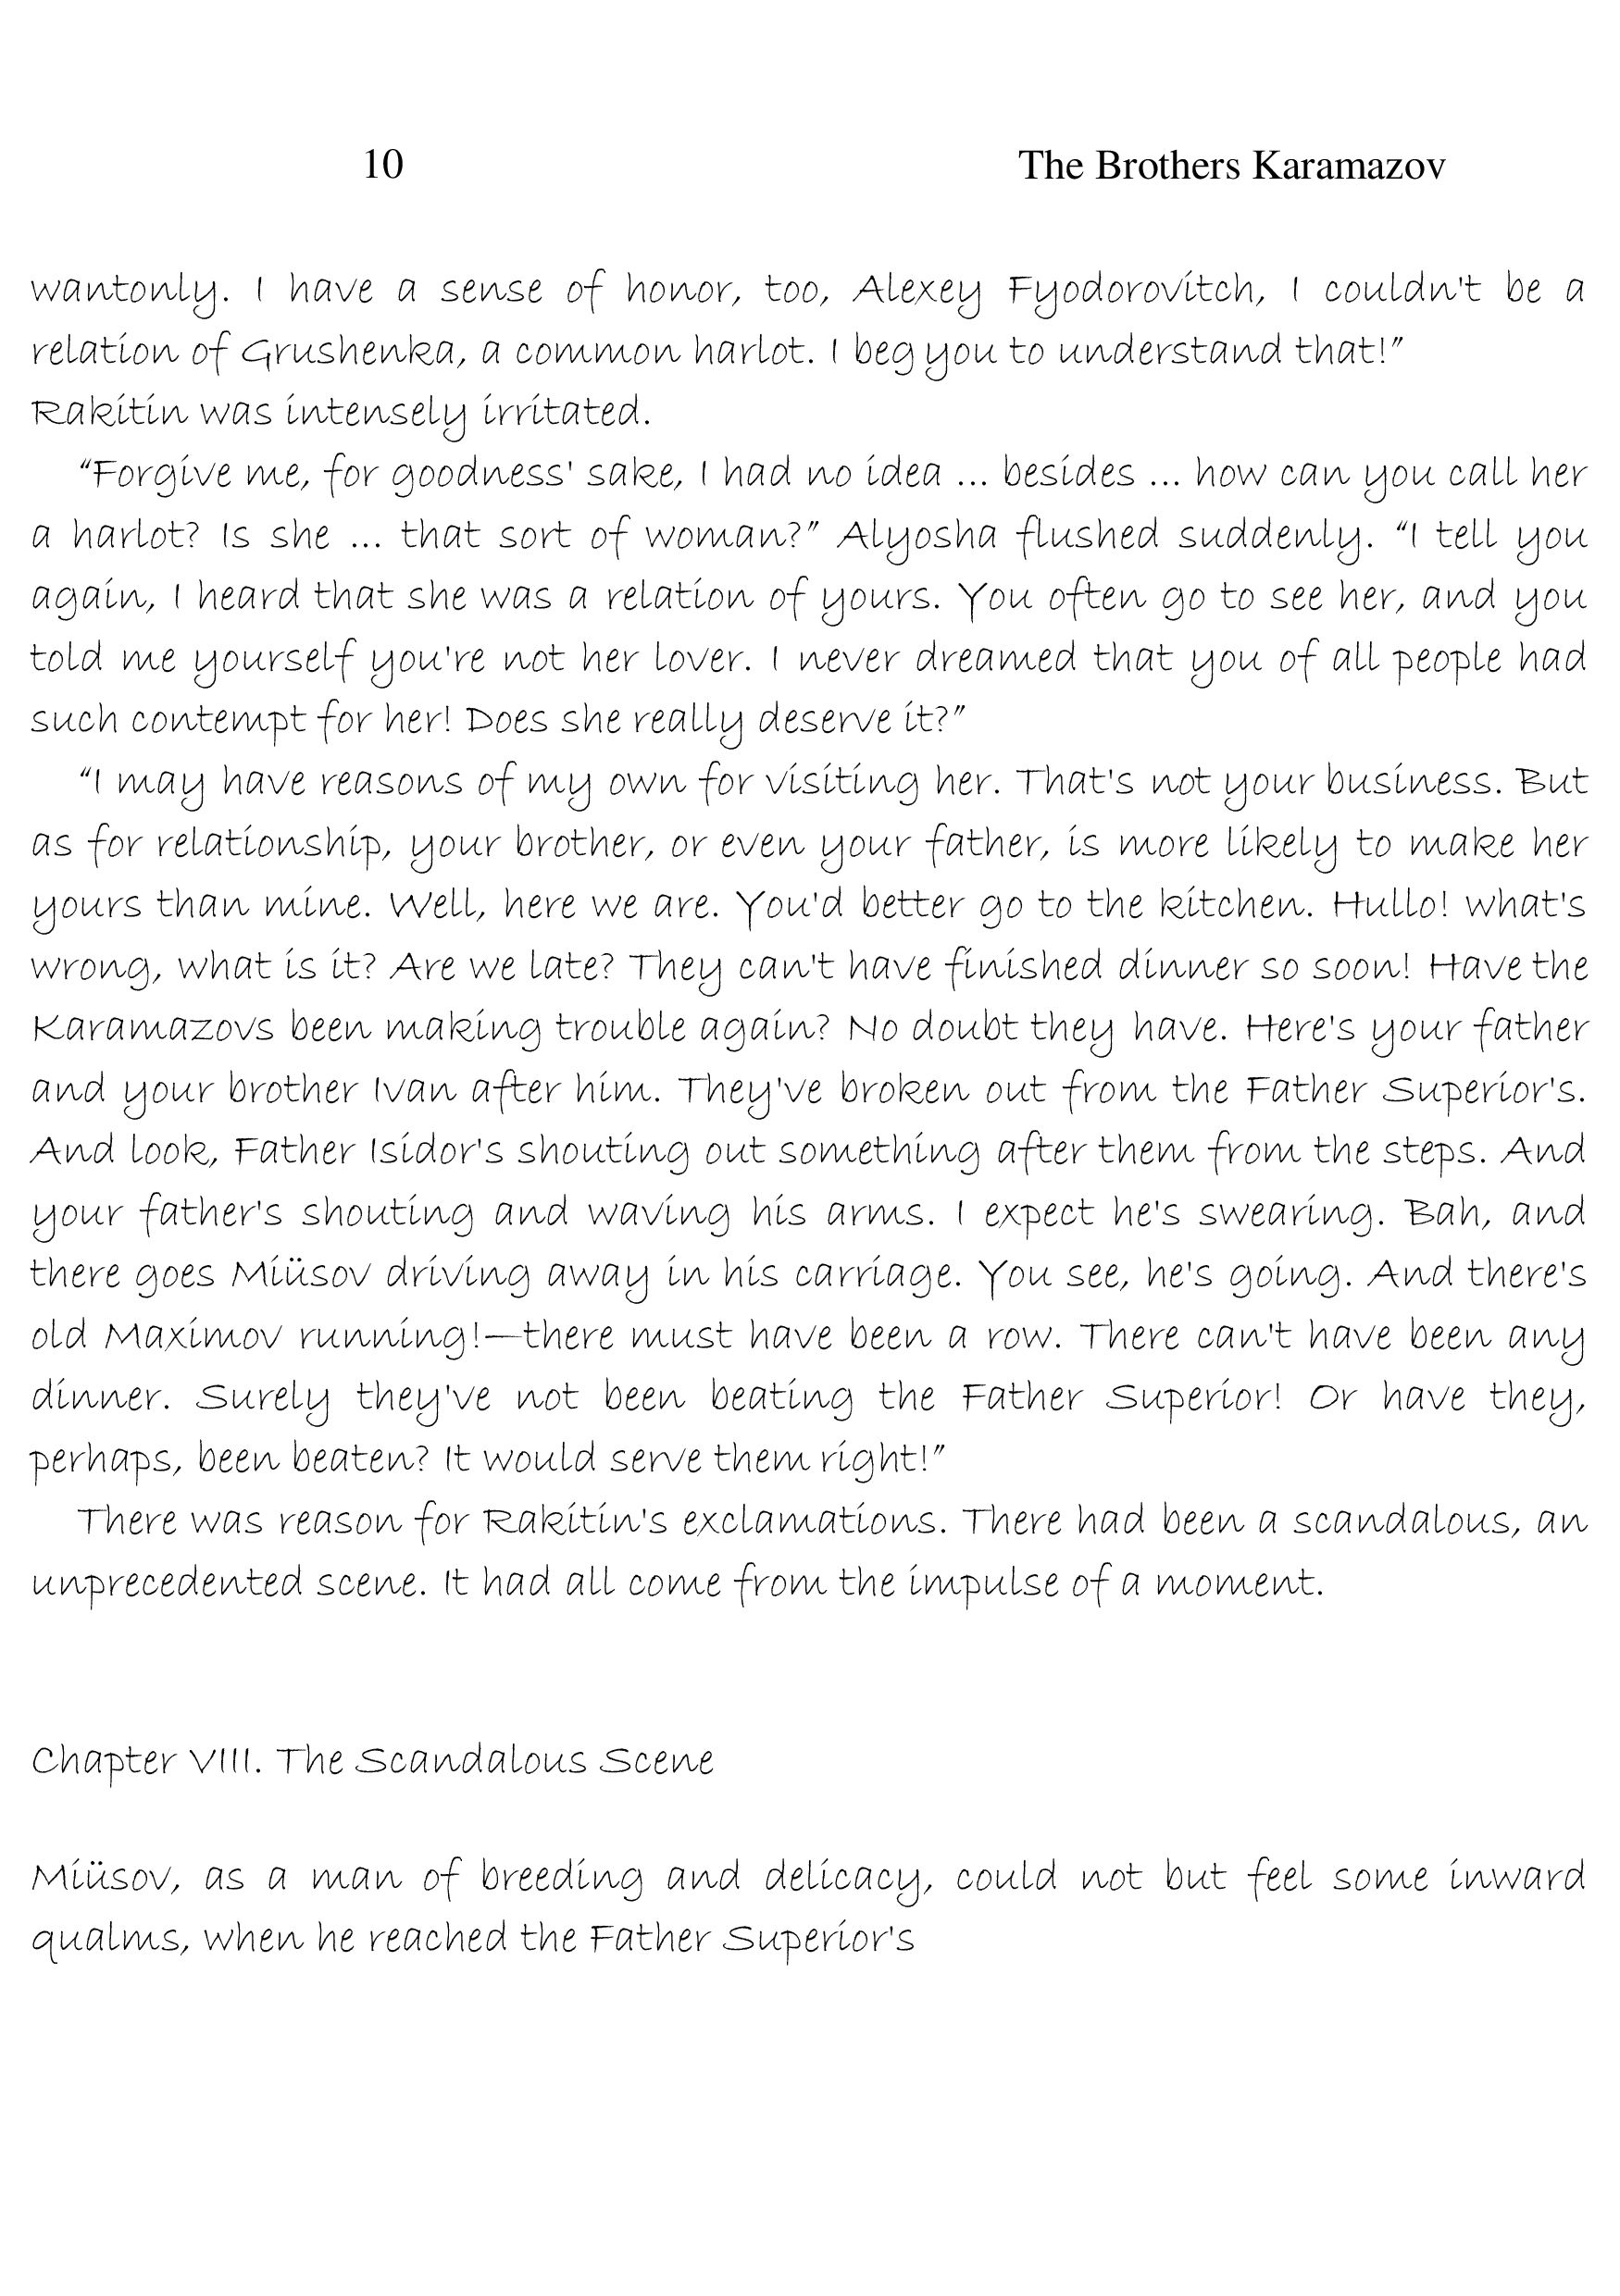 10 The Brothers Karamazov
wantonly. I have a sense of honor, too, Alexey Fyodorovitch, I couldn't be a
relation of Grushenka, a common harlot. I beg you to understand that!”
Rakitin was intensely irritated.
“Forgive me, for goodness' sake, I had no idea ... besides ... how can you call her
a harlot? Is she ... that sort of woman?” Alyosha flushed suddenly. “I tell you
again, I heard that she was a relation of yours. You often go to see her, and you
told me yourself you're not her lover. I never dreamed that you of all people had
such contempt for her! Does she really deserve it?”
“I may have reasons of my own for visiting her. That's not your business. But
as for relationship, your brother, or even your father, is more likely to make her
yours than mine. Well, here we are. You'd better go to the kitchen. Hullo! what's
wrong, what is it? Are we late? They can't have finished dinner so soon! Have the
Karamazovs been making trouble again? No doubt they have. Here's your father
and your brother Ivan after him. They've broken out from the Father Superior's.
And look, Father Isidor's shouting out something after them from the steps. And
your father's shouting and waving his arms. I expect he's swearing. Bah, and
there goes Miüsov driving away in his carriage. You see, he's going. And there's
old Maximov running!—there must have been a row. There can't have been any
dinner. Surely they've not been beating the Father Superior! Or have they,
perhaps, been beaten? It would serve them right!”
There was reason for Rakitin's exclamations. There had been a scandalous, an
unprecedented scene. It had all come from the impulse of a moment.
Chapter VIII. The Scandalous Scene
Miüsov, as a man of breeding and delicacy, could not but feel some inward
qualms, when he reached the Father Superior's